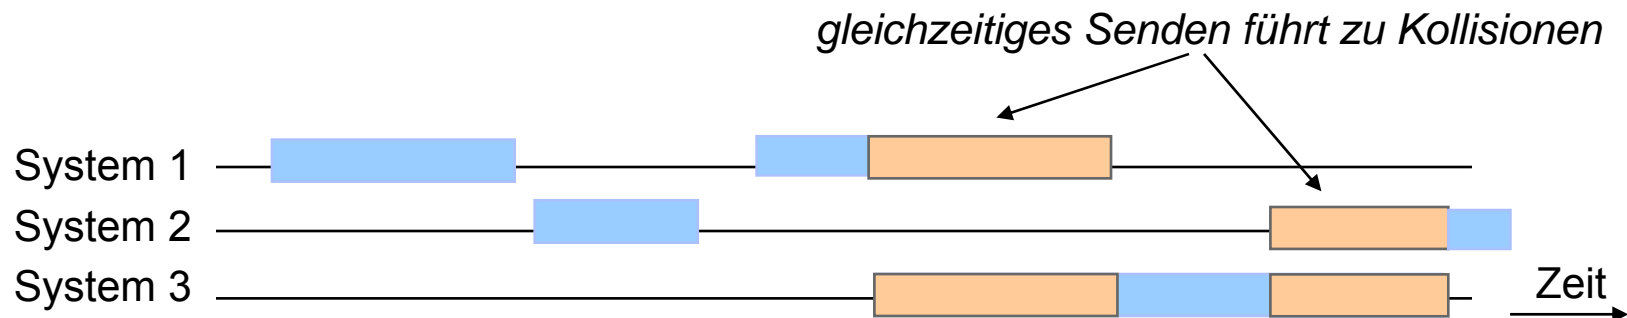 gleichzeitiges Senden führt zu Kollisionen
System 1
System 2
System 3
Zeit